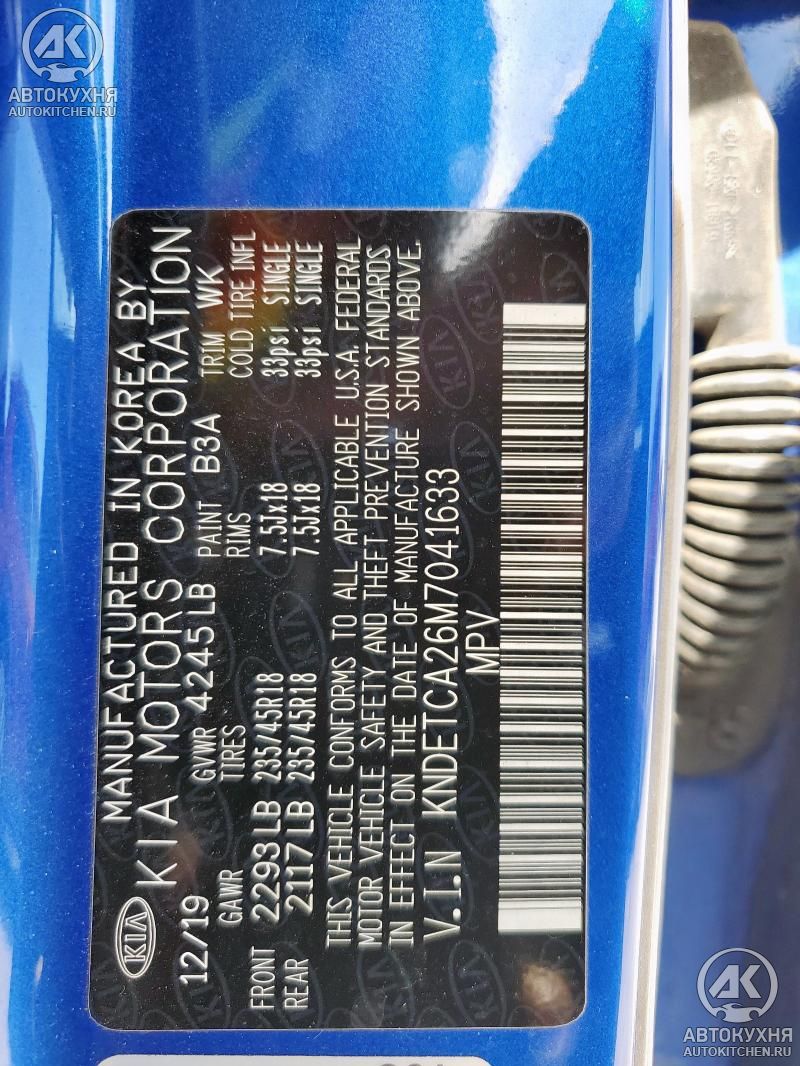 АВТОКУХНЯ
AUTOKITCHEN.RU
KIA
MANUFACTURED IN KOREA BY
KIA MOTORS CORPORATION
12/19 GVWR 4245LB PAINT B3A TRIM WK
GAWR TIRES RIMS COLD TIRE INFL
FRONT 2293LB 235/45R18 7.5Jx18 33psi SINGLE
REAR 2117LB 235/45R18 7.5Jx18 33psi SINGLE
THIS VEHICLE CONFORMS TO ALL APPLICABLE U.S.A. FEDERAL
MOTOR VEHICLE SAFETY AND THEFT PREVENTION STANDARDS
IN EFFECT ON THE DATE OF MANUFACTURE SHOWN ABOVE.
V.I.N KNDETCA26M7041633
MPV
АВТОКУХНЯ
AUTOKITCHEN.RU